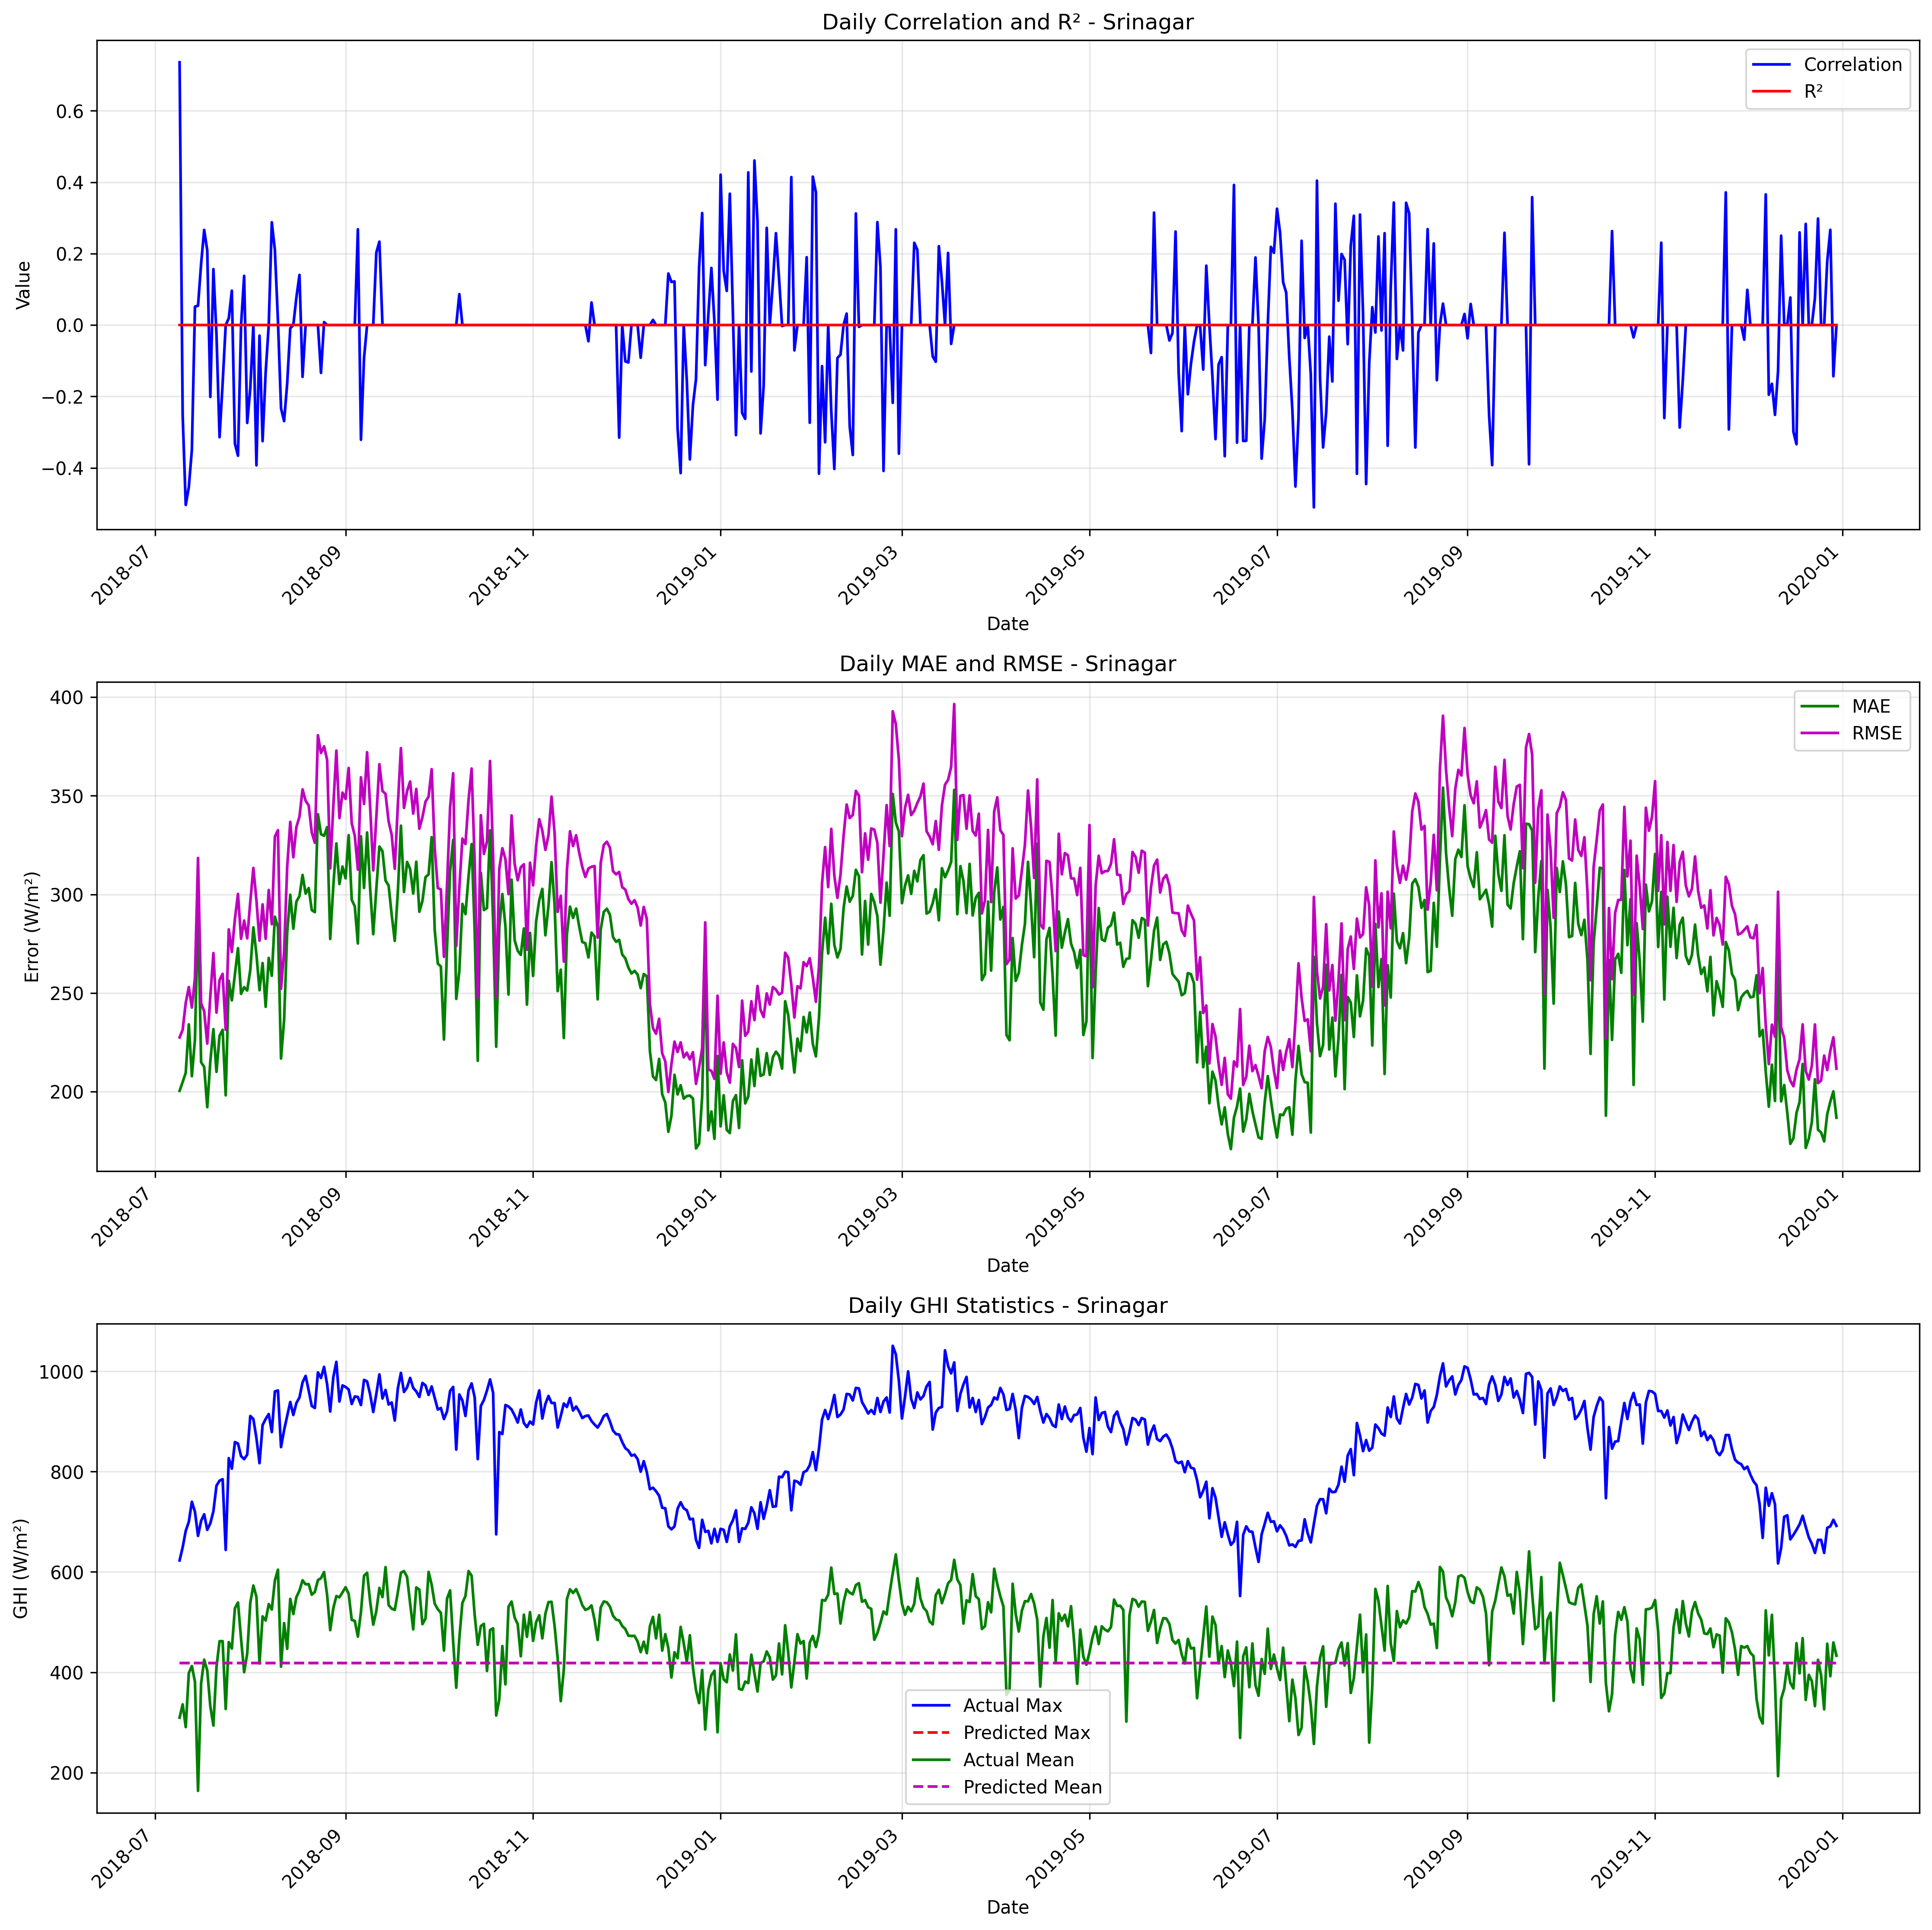 Daily Correlation and R² - Srinagar
Correlation
R²
0.6
0.4
0.2
0.0
−0.2
−0.4
Value
2018-07
2018-09
2018-11
2019-01
2019-03
2019-05
2019-07
2019-09
2019-11
2020-01
Date
Daily MAE and RMSE - Srinagar
MAE
RMSE
400
350
300
250
200
Error (W/m²)
2018-07
2018-09
2018-11
2019-01
2019-03
2019-05
2019-07
2019-09
2019-11
2020-01
Date
Daily GHI Statistics - Srinagar
1000
800
600
400
200
GHI (W/m²)
Actual Max
Predicted Max
Actual Mean
Predicted Mean
2018-07
2018-09
2018-11
2019-01
2019-03
2019-05
2019-07
2019-09
2019-11
2020-01
Date